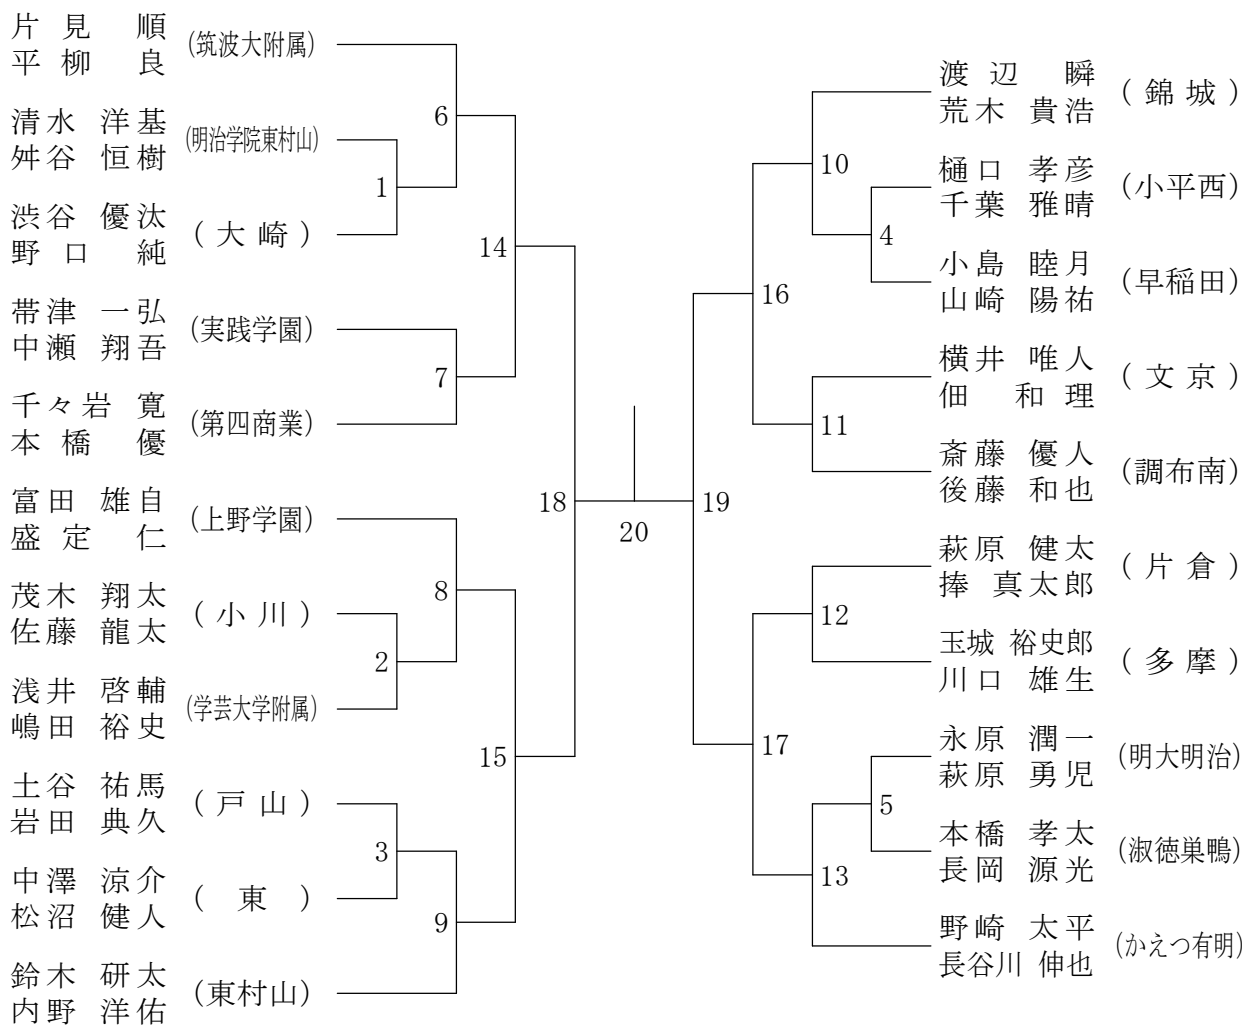 片見 順
平柳 良
(筑波大附属)
6
清水 洋基
舛谷 恒樹
(明治学院東村山)
1
渋谷 優汰
野口 純
(大崎)
14
帯津 一弘
中瀬 翔吾
(実践学園)
7
千々岩 寛
本橋 優
(第四商業)
18
富田 雄自
盛定 仁
(上野学園)
8
茂木 翔太
佐藤 龍太
(小川)
2
浅井 啓輔
嶋田 裕史
(学芸大学附属)
15
土谷 祐馬
岩田 典久
(戸山)
3
中澤 涼介
松沼 健人
(東)
9
鈴木 研太
内野 洋佑
(東村山)
20
渡辺 瞬
荒木 貴浩
(錦城)
10
樋口 孝彦
千葉 雅晴
(小平西)
4
小島 睦月
山崎 陽祐
(早稲田)
16
横井 唯人
佃 和理
(文京)
11
斎藤 優人
後藤 和也
(調布南)
19
萩原 健太
捧 真太郎
(片倉)
12
玉城 裕史郎
川口 雄生
(多摩)
17
永原 潤一
萩原 勇児
(明大明治)
5
本橋 孝太
長岡 源光
(淑徳巣鴨)
13
野崎 太平
長谷川 伸也
(かえつ有明)